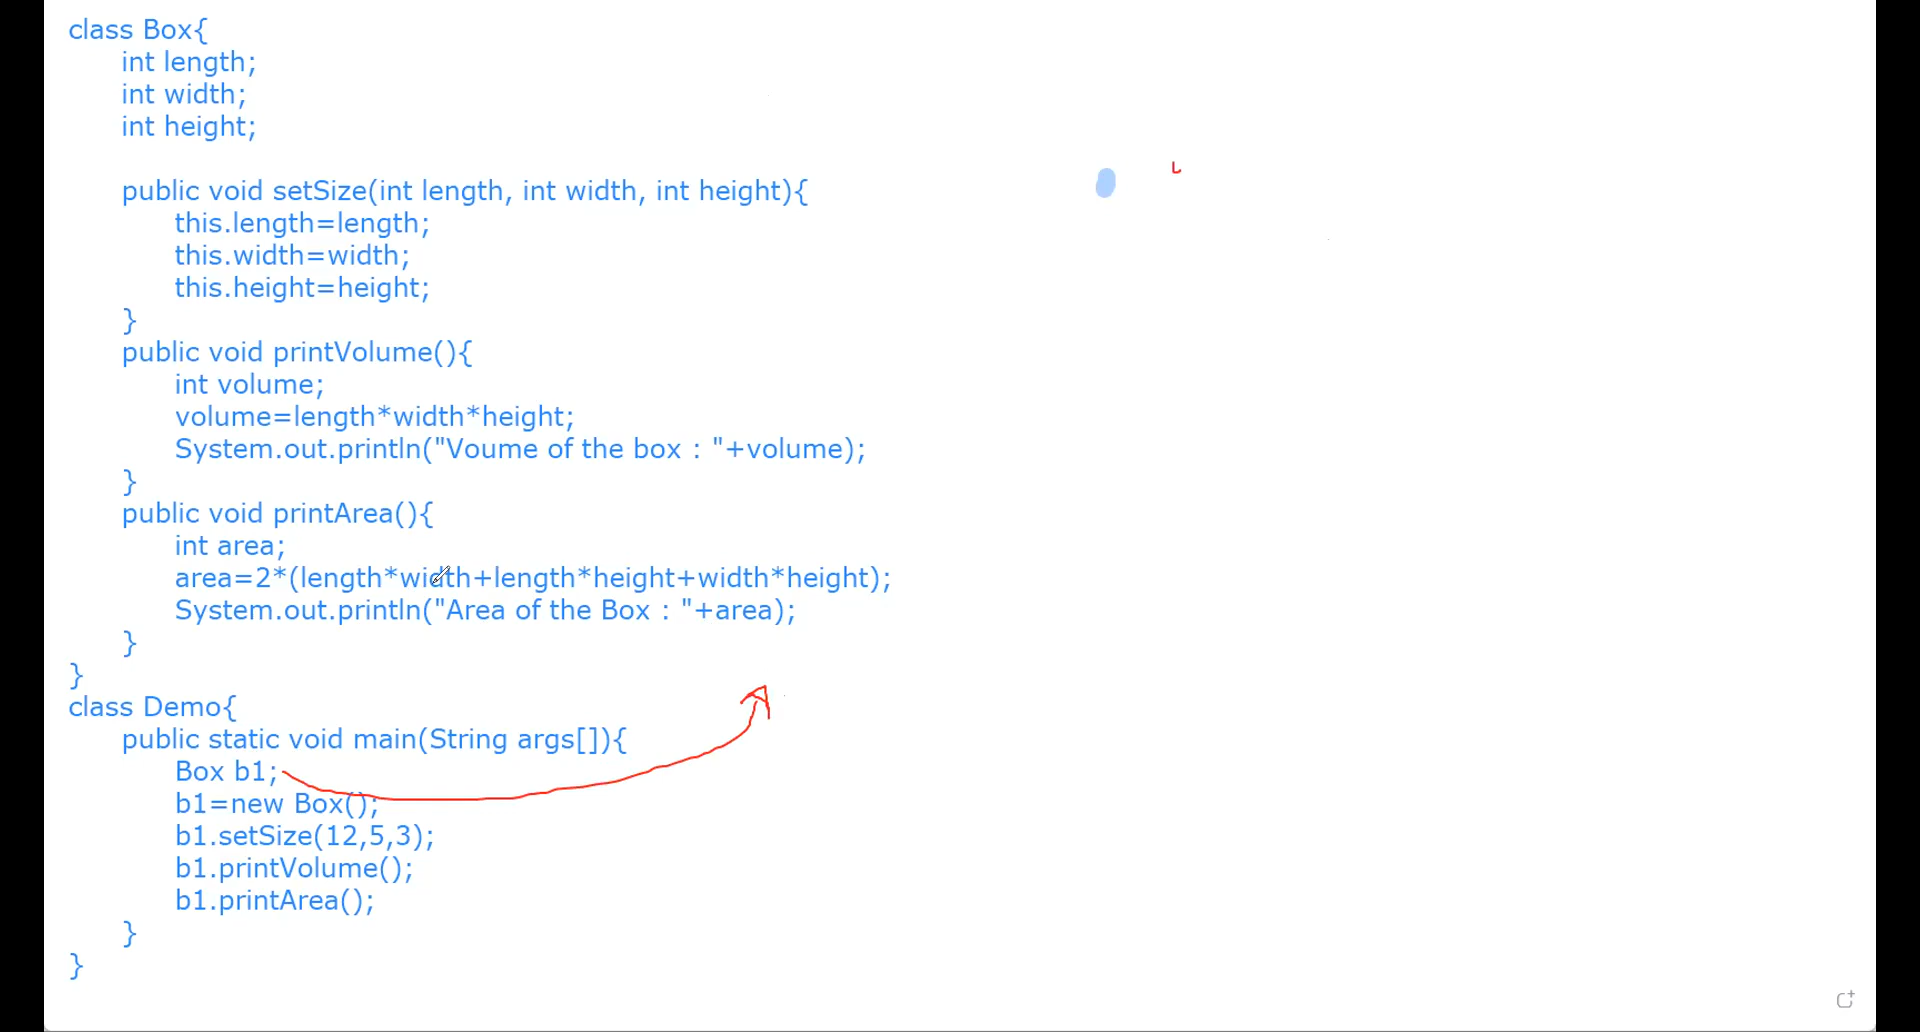 class Box{
int length;
int width;
int height;
public void setSize(int length, int width, int height){
this.length=length;
this.width=width;
this.height=height;
}
public void printVolume(){
int volume;
volume=length*width*height;
System.out.println("Voume of the box : "+volume);
}
public void printArea(){
int area;
area=2*(length*width+length*height+width*height);
System.out.println("Area of the Box : "+area);
}
}
class Demo{
public static void main(String args[]){
Box b1;
b1=new Box();
b1.setSize(12,5,3);
b1.printVolume();
b1.printArea();
}
}